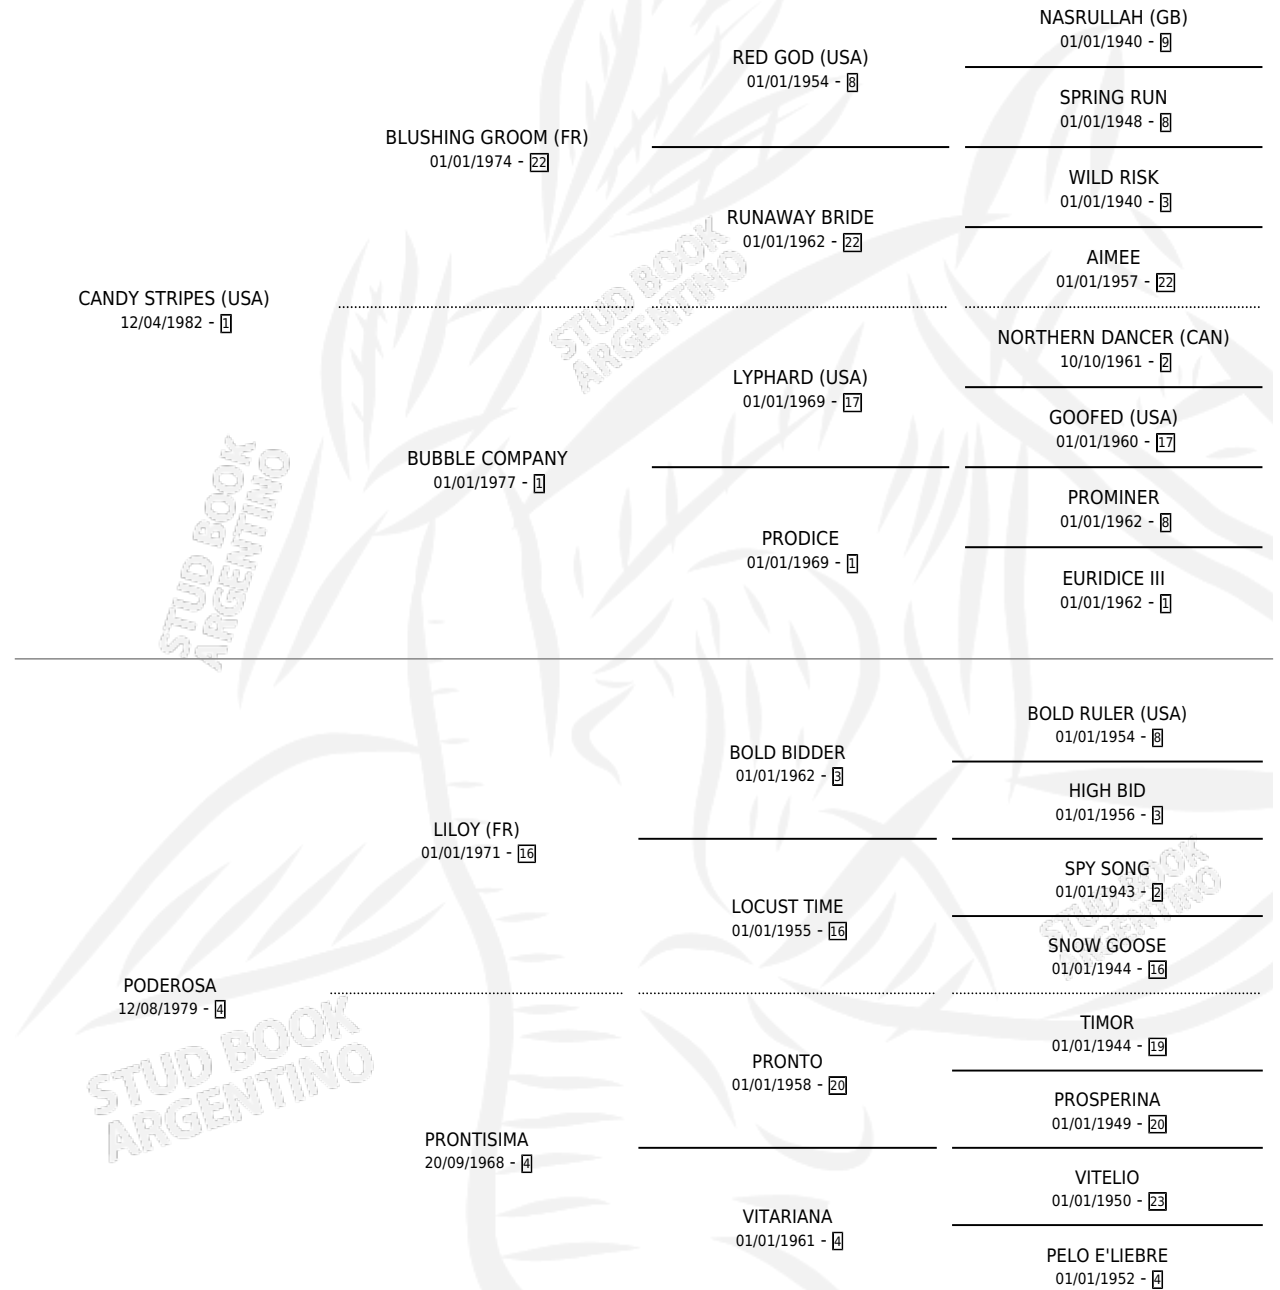 NASRULLAH (GB)
01/01/1940 - 9
RED GOD (USA)
01/01/1954 - 8
SPRING RUN
01/01/1948 - 8
BLUSHING GROOM (FR)
01/01/1974 - 22
WILD RISK
01/01/1940 - 3
RUNAWAY BRIDE
01/01/1962 - 22
AIMEE
01/01/1957 - 22
CANDY STRIPES (USA)
12/04/1982 - 1
NORTHERN DANCER (CAN)
10/10/1961 - 2
LYPHARD (USA)
01/01/1969 - 17
GOOFED (USA)
01/01/1960 - 17
BUBBLE COMPANY
01/01/1977 - 1
PROMINER
01/01/1962 - 8
PRODICE
01/01/1969 - 1
EURIDICE III
01/01/1962 - 1
BOLD RULER (USA)
01/01/1954 - 8
BOLD BIDDER
01/01/1962 - 3
HIGH BID
01/01/1956 - 3
LILOY (FR)
01/01/1971 - 16
SPY SONG
01/01/1943 - 2
LOCUST TIME
01/01/1955 - 16
SNOW GOOSE
01/01/1944 - 16
PODEROSA
12/08/1979 - 4
TIMOR
01/01/1944 - 19
PRONTO
01/01/1958 - 20
PROSPERINA
01/01/1949 - 20
PRONTISIMA
20/09/1968 - 4
VITELIO
01/01/1950 - 23
VITARIANA
01/01/1961 - 4
PELO E'LIEBRE
01/01/1952 - 4
STUD BOOK
ARGENTINO
STUD BOOK
ARGENTINO
STUD BOOK
ARGENTINO
STUD BOOK
ARGENTINO